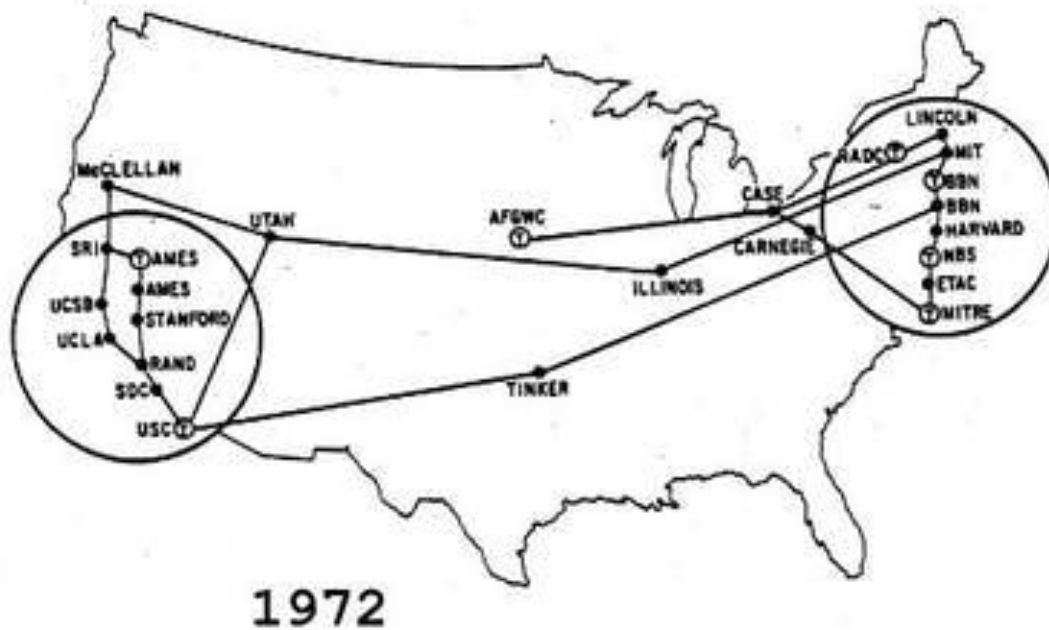 LINCOLN
RADC T
MIT
McCLELLAN
T BBN
CASE
UTAH
AFGWC
T
BBN
CARNEGIE
HARVARD
SRI
T AMES
T NBS
ILLINOIS
AMES
ETAC
UCSB
STANFORD
T MITRE
UCLA
RAND
TINKER
SDC
USC T
1972